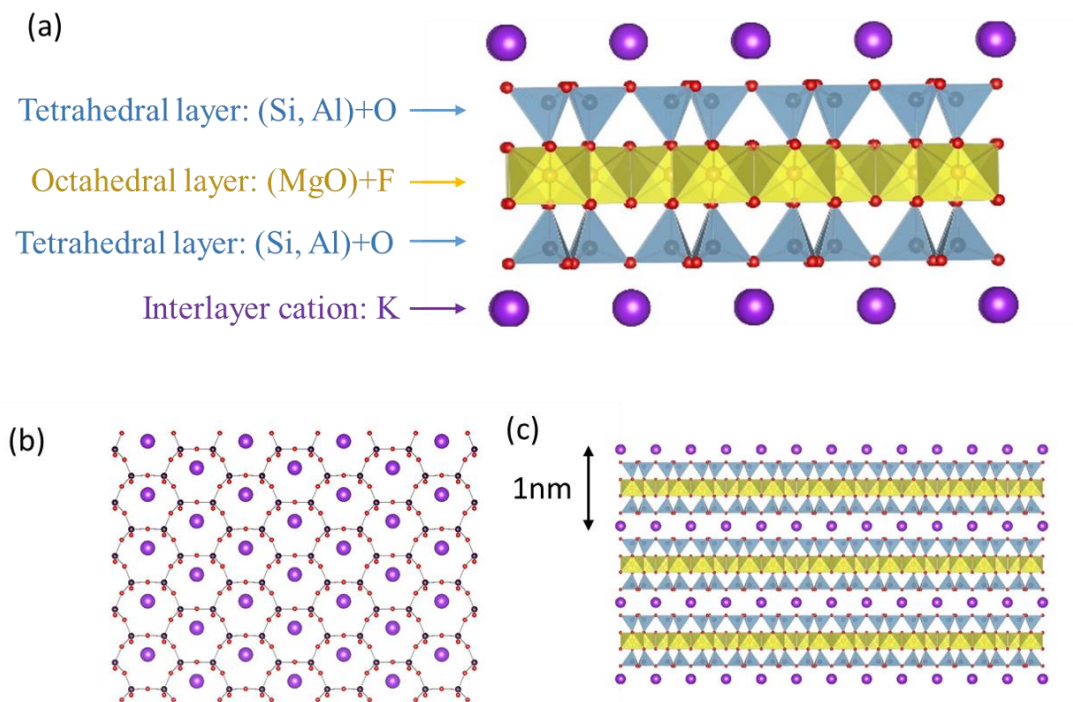 (a)
Tetrahedral layer: (Si, Al)+O
Octahedral layer: (MgO)+F
Tetrahedral layer: (Si, Al)+O
Interlayer cation: K
(b)
(c)
1nm